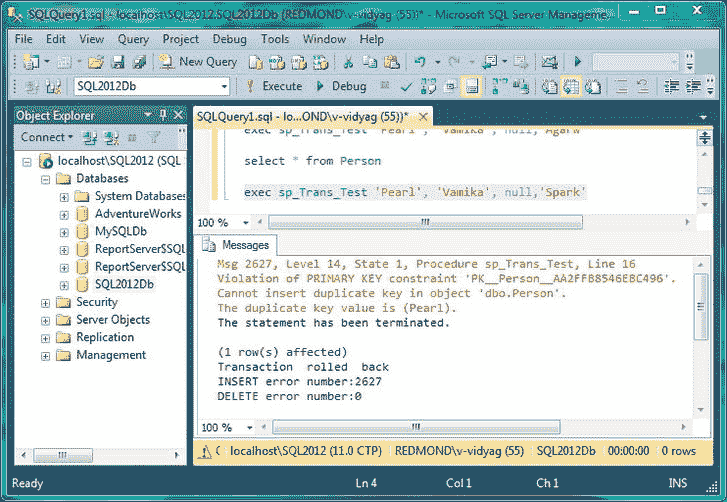 SQLQuery1.sql - localhost\SQL2012.SQL2012Db (REDMOND\v-vidyag (55))* - Microsoft SQL Server Manageme
File Edit View Query Project Debug Tools Window Help
New Query
SQL2012Db Execute Debug
Object Explorer
Connect
localhost\SQL2012 (SQL S
Databases
System Databases
AdventureWorks
MySQLDb
ReportServer$SQL
ReportServer$SQL
SQL2012Db
Security
Server Objects
Replication
Management
SQLQuery1.sql - lo...OND\v-vidyag (55))*
exec sp_Trans_Test 'Pearl', 'Vamika', null,'Agarw
select * from Person
exec sp_Trans_Test 'Pearl', 'Vamika', null,'Spark'
100 %
Messages
Msg 2627, Level 14, State 1, Procedure sp_Trans_Test, Line 16
Violation of PRIMARY KEY constraint 'PK__Person__AA2FFB8546EBC496'.
Cannot insert duplicate key in object 'dbo.Person'.
The duplicate key value is (Pearl).
The statement has been terminated.
(1 row(s) affected)
Transaction rolled back
INSERT error number:2627
DELETE error number:0
100 %
localhost\SQL2012 (11.0 CTP) REDMOND\v-vidyag (55) SQL2012Db 00:00:00 0 rows
Ready Ln 4 Col 1 Ch 1 INS